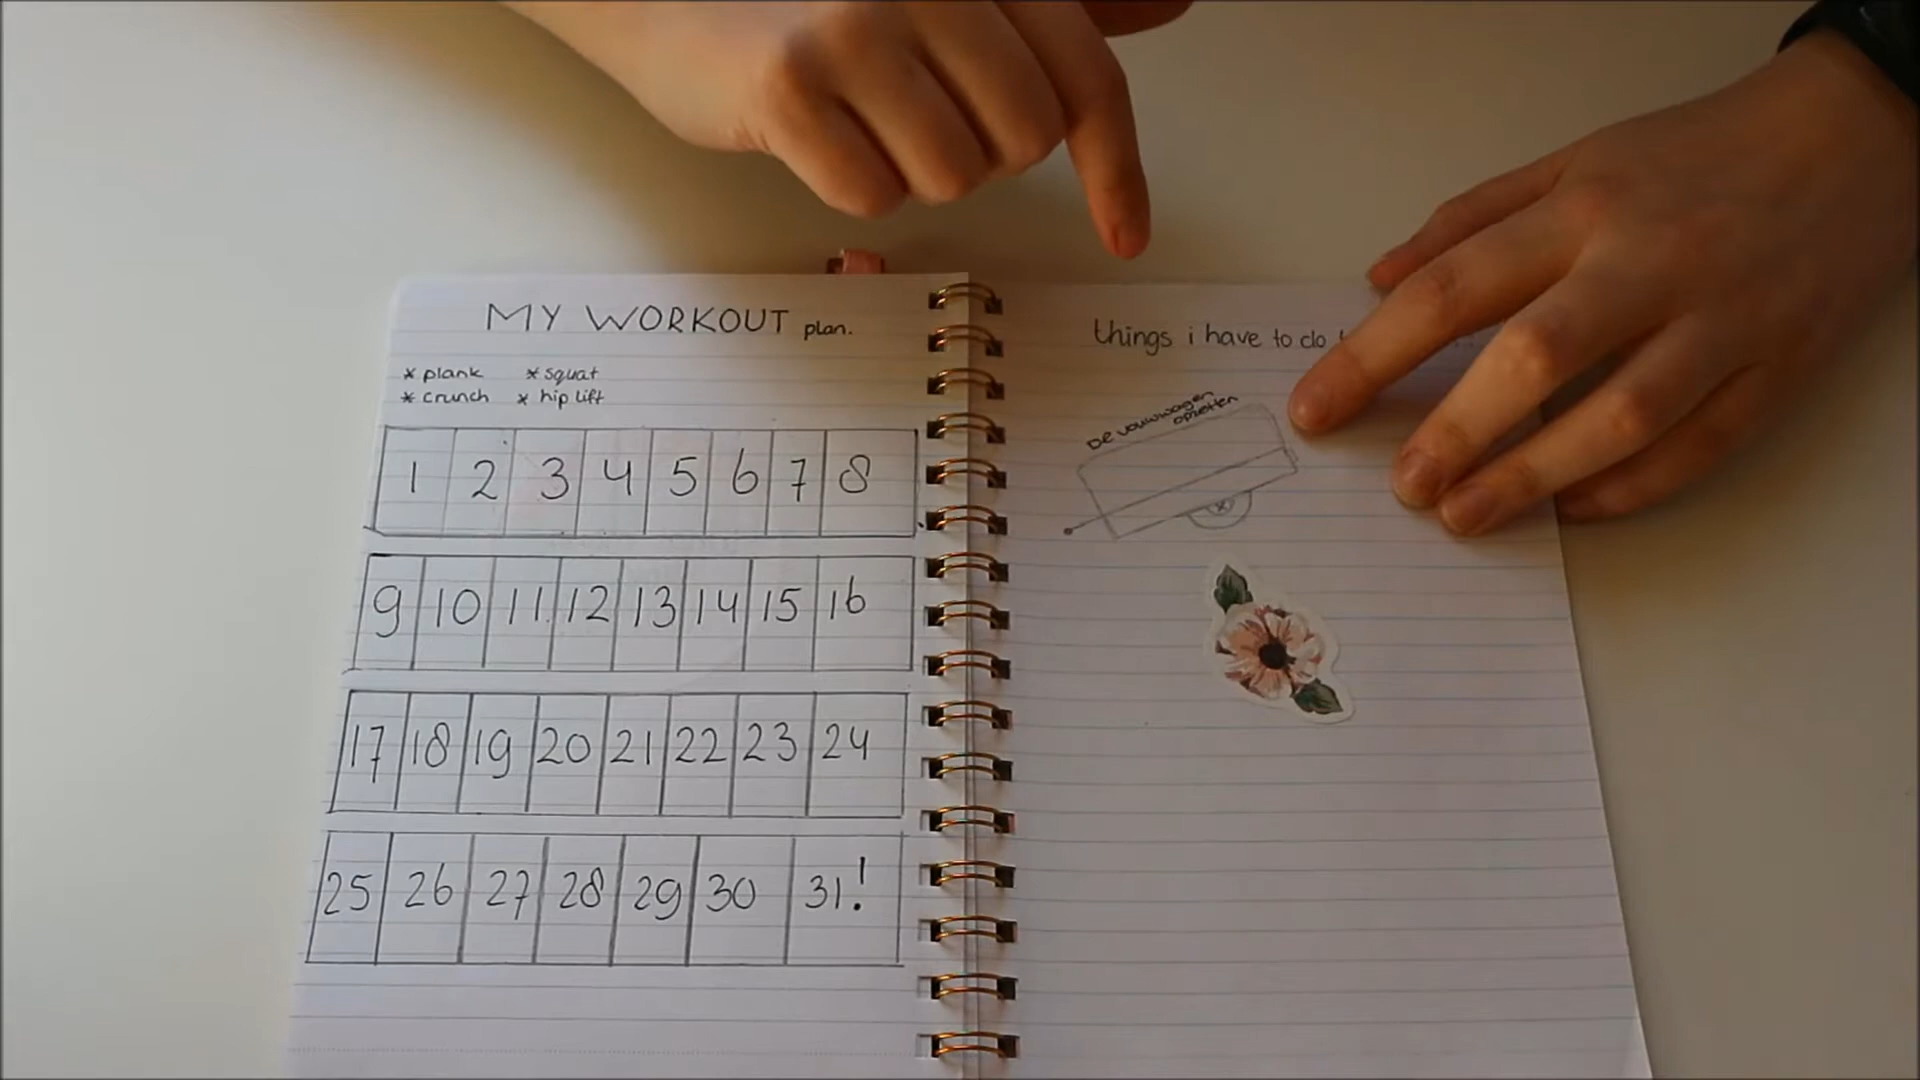 MY WORKOUT plan.
* plank * squat
* crunch * hip lift
1 2 3 4 5 6 7 8
9 10 11 12 13 14 15 16
17 18 19 20 21 22 23 24
25 26 27 28 29 30 31!
things i have to do
De vouwwagen
opzetten